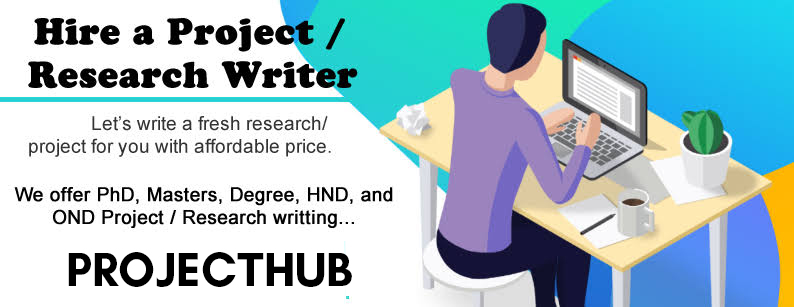 Hire a Project /
Research Writer
Let's write a fresh research/
project for you with affordable price.
We offer PhD, Masters, Degree, HND, and
OND Project / Research writting...
PROJECTHUB